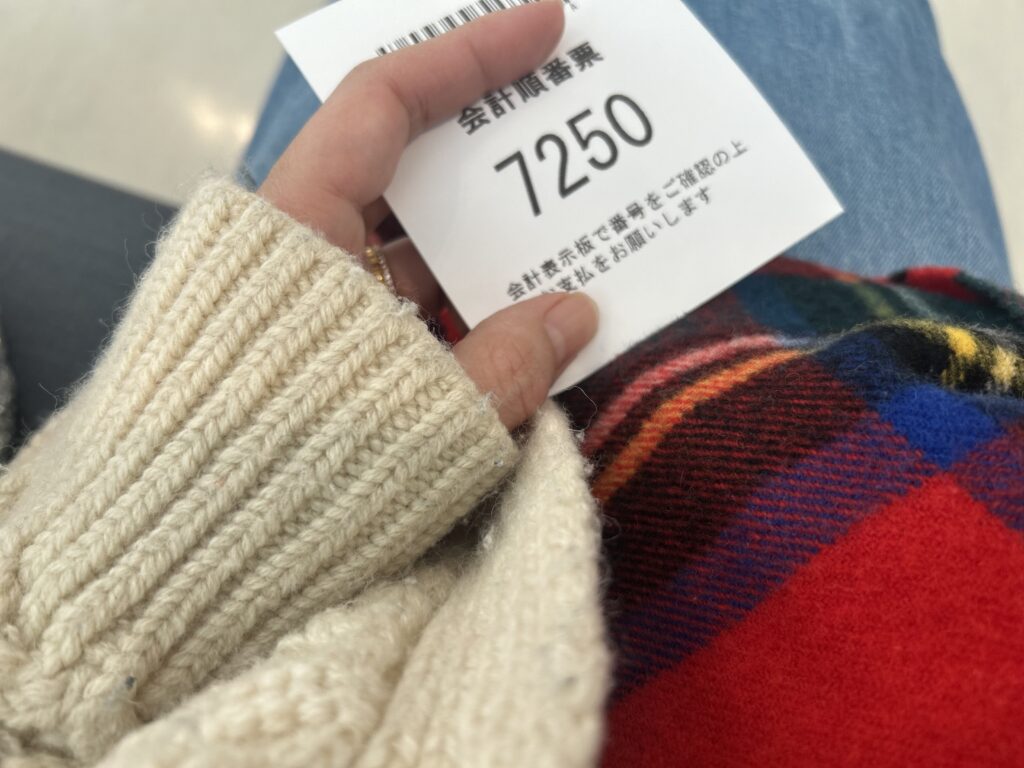 会計順番票
7250
会計表示板で番号をご確認の上
支払をお願いします